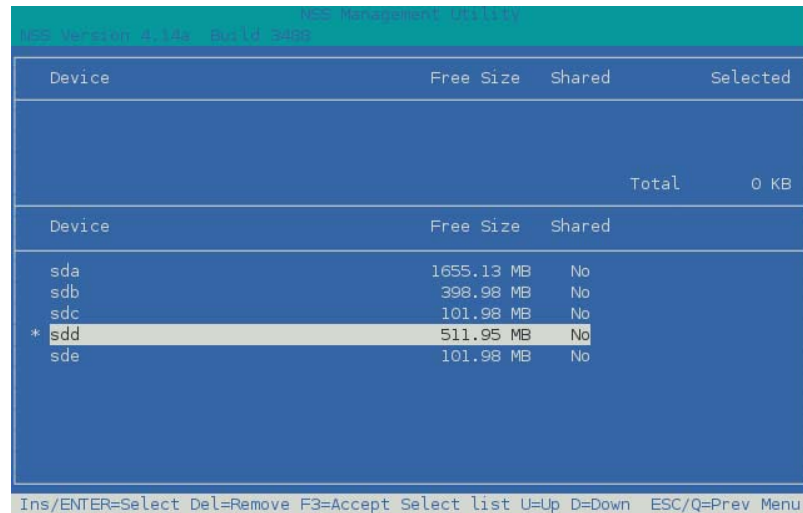 NSS Management Utility
NSS Version 4.14a Build 3488
Device Free Size Shared Selected
Total 0 KB
Device Free Size Shared
sda 1655.13 MB No
sdb 398.98 MB No
sdc 101.98 MB No
* sdd 511.95 MB No
sde 101.98 MB No
Ins/ENTER=Select Del=Remove F3=Accept Select list U=Up D=Down ESC/Q=Prev Menu